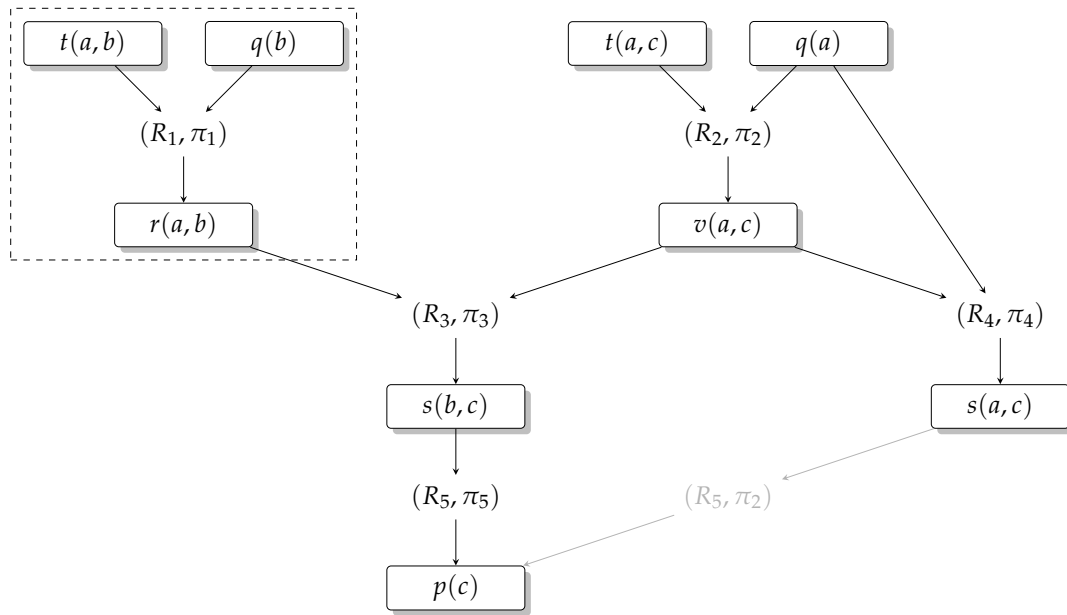 t(a, b) q(b) t(a, c) q(a)
(R₁, π₁) (R₂, π₂)
r(a, b) v(a, c)
(R₃, π₃) (R₄, π₄)
s(b, c) s(a, c)
(R₅, π₅) (R₅, π₂)
p(c)